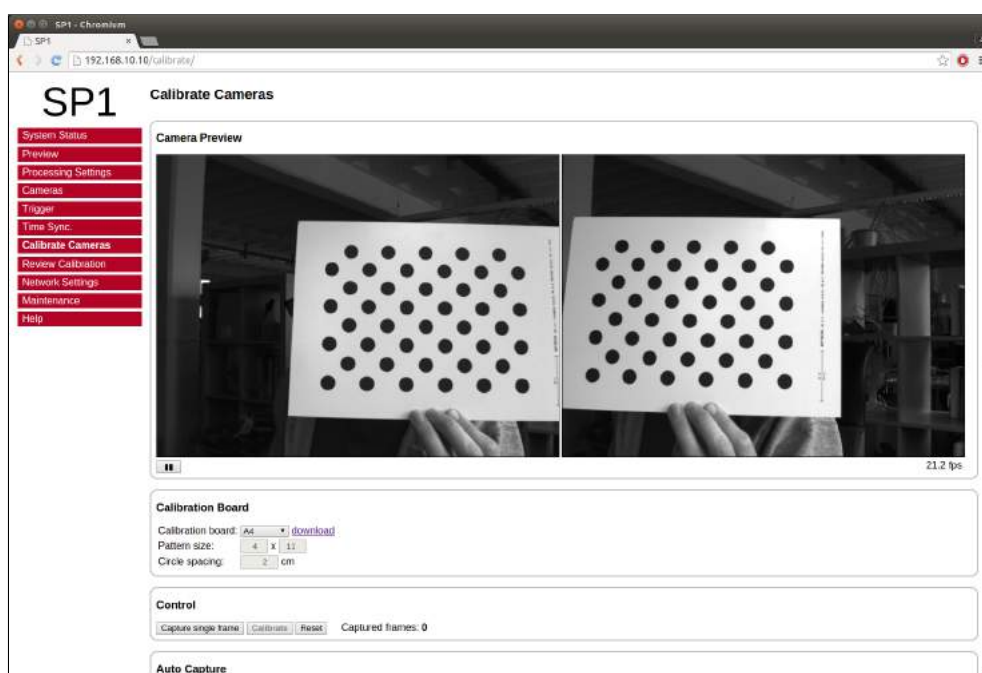 SP1 - Chromium
SP1
192.168.10.10/calibrate/
SP1
Calibrate Cameras
System Status
Preview
Processing Settings
Cameras
Trigger
Time Sync.
Calibrate Cameras
Review Calibration
Network Settings
Maintenance
Help
Camera Preview
21.2 fps
Calibration Board
Calibration board: A4 download
Pattern size: 4 x 11
Circle spacing: 2 cm
Control
Capture single frame Calibrate Reset Captured frames: 0
Auto Capture